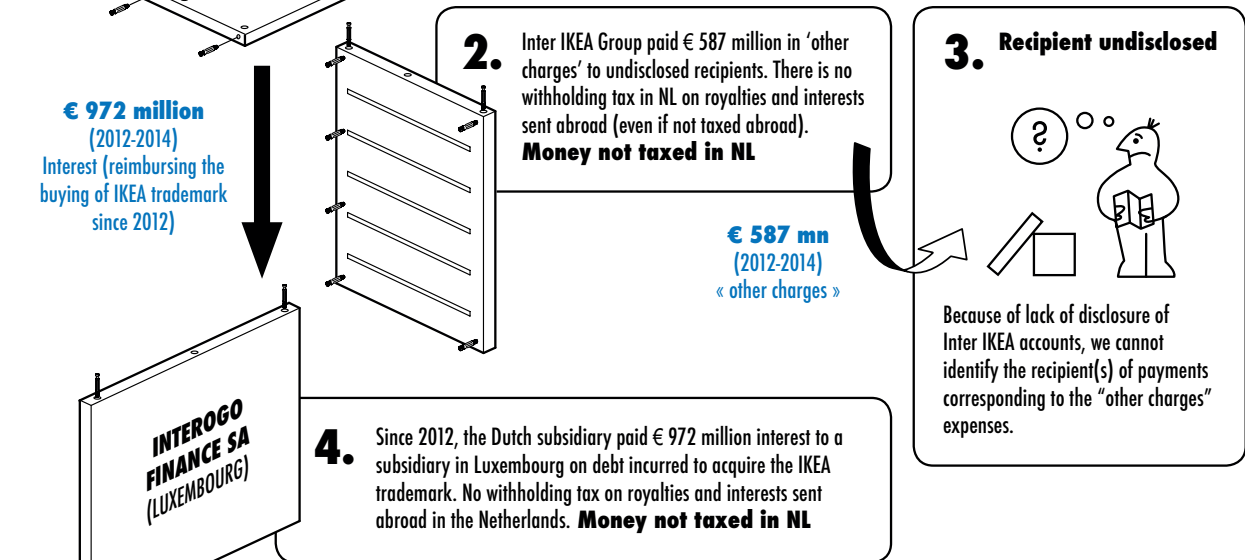 2.
Inter IKEA Group paid € 587 million in ‘other
charges’ to undisclosed recipients. There is no
withholding tax in NL on royalties and interests
sent abroad (even if not taxed abroad).
Money not taxed in NL
3.
Recipient undisclosed
?
€ 972 million
(2012-2014)
Interest (reimbursing the
buying of IKEA trademark
since 2012)
€ 587 mn
(2012-2014)
« other charges »
Because of lack of disclosure of
Inter IKEA accounts, we cannot
identify the recipient(s) of payments
corresponding to the “other charges”
expenses.
INTEROGO
FINANCE SA
(LUXEMBOURG)
4.
Since 2012, the Dutch subsidiary paid € 972 million interest to a
subsidiary in Luxembourg on debt incurred to acquire the IKEA
trademark. No withholding tax on royalties and interests sent
abroad in the Netherlands. Money not taxed in NL